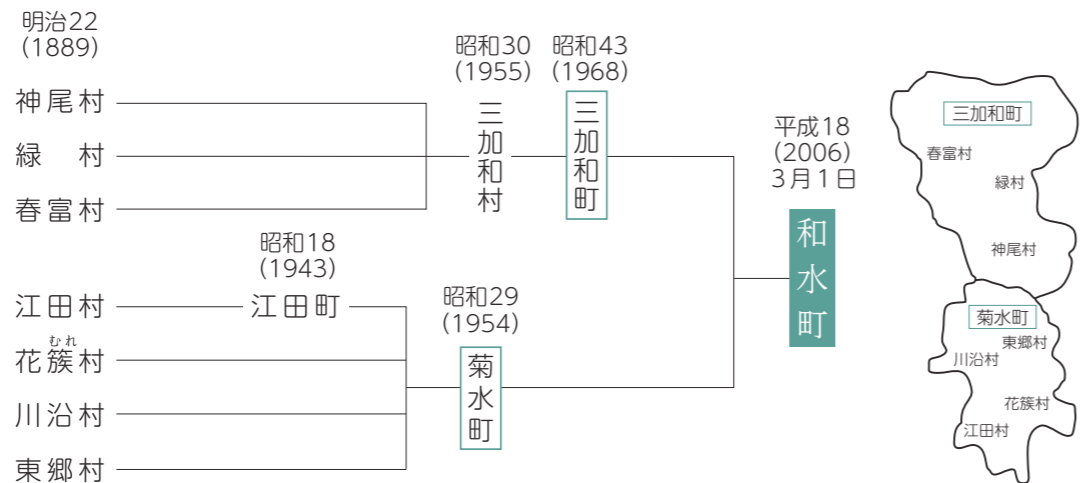 明治22
(1889)
神尾村
緑　村
春富村
江田村
むれ
花簇村
川沿村
東郷村
昭和18
(1943)
江田町
昭和30
(1955)
三加和村
昭和43
(1968)
三加和町
昭和29
(1954)
菊水町
平成18
(2006)
3月1日
和水町
三加和町
春富村
緑村
神尾村
菊水町
東郷村
川沿村
花簇村
江田村